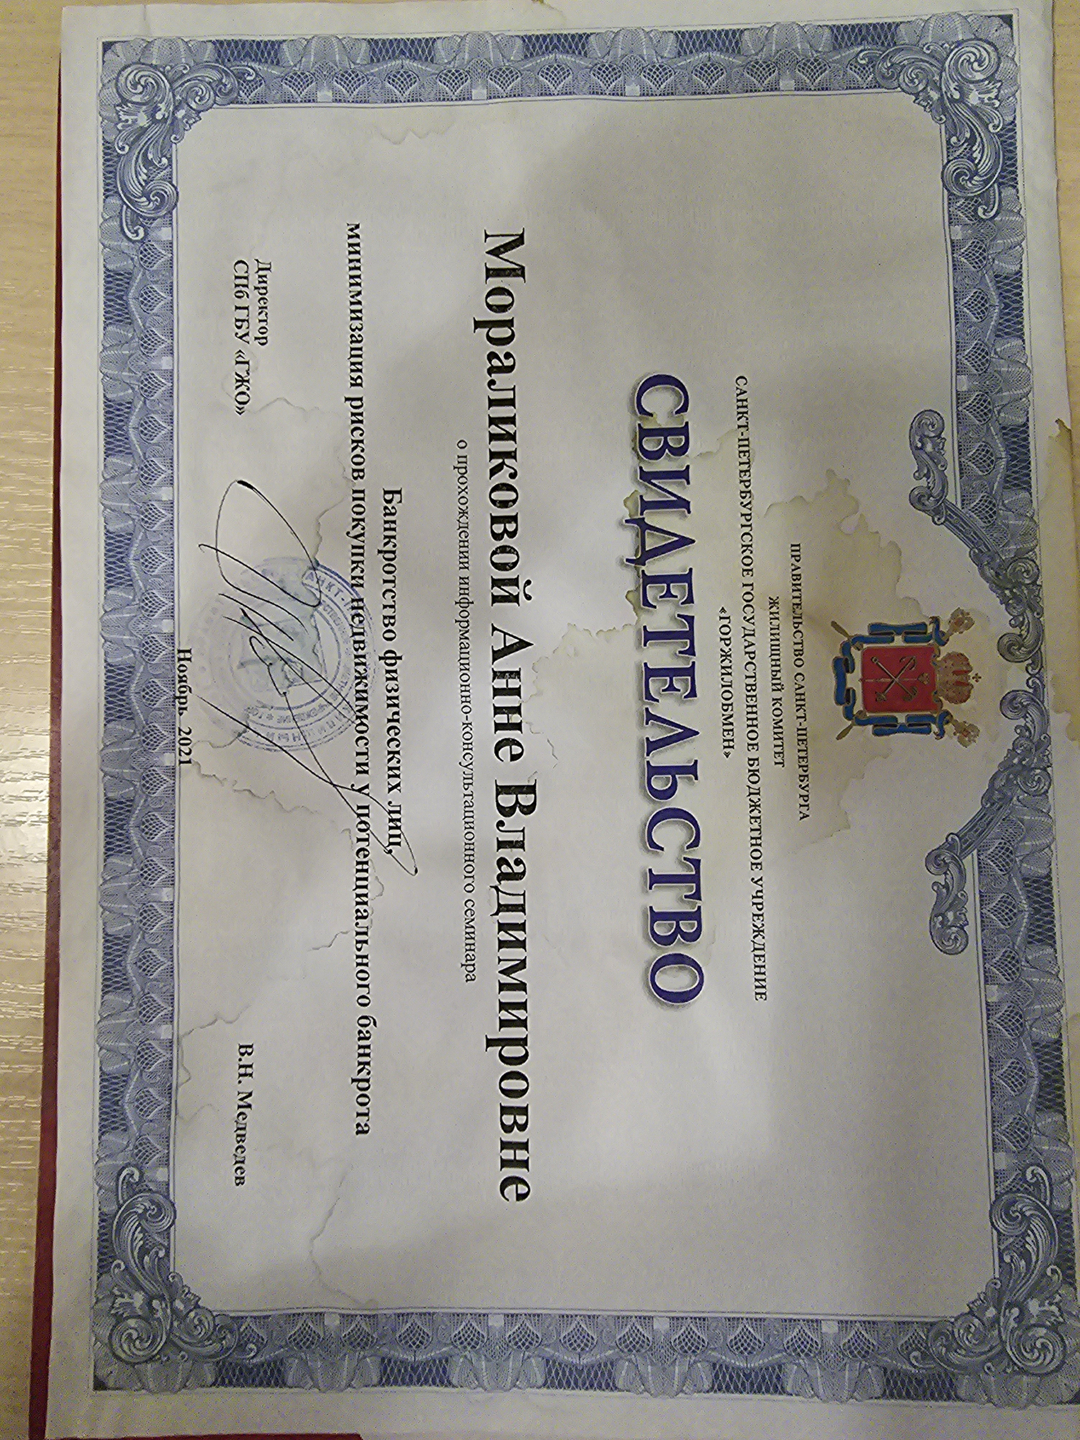 ПРАВИТЕЛЬСТВО САНКТ-ПЕТЕРБУРГА
ЖИЛИЩНЫЙ КОМИТЕТ
САНКТ-ПЕТЕРБУРГСКОЕ ГОСУДАРСТВЕННОЕ БЮДЖЕТНОЕ УЧРЕЖДЕНИЕ
«ГОРЖИЛОБМЕН»
СВИДЕТЕЛЬСТВО
Мораликовой Анне Владимировне
о прохождении информационно-консультационного семинара
Банкротство физических лиц,
минимизация рисков покупки недвижимости у потенциального банкрота
Директор
СПб ГБУ «ГЖО»
В.Н. Медведев
Ноябрь 2021